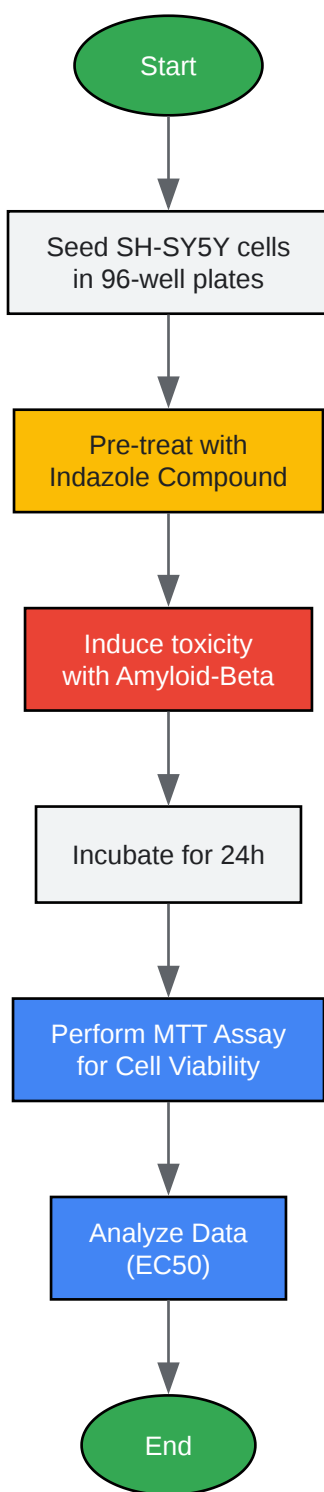 Start
Seed SH-SY5Y cells
in 96-well plates
Pre-treat with
Indazole Compound
Induce toxicity
with Amyloid-Beta
Incubate for 24h
Perform MTT Assay
for Cell Viability
Analyze Data
(EC50)
End